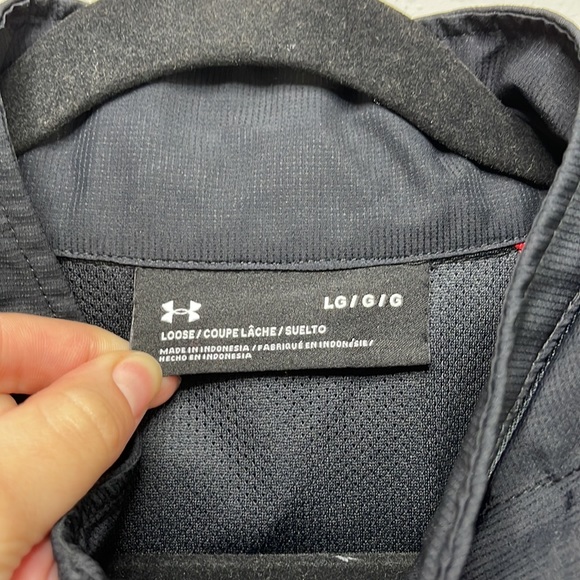 LG/G/G
LOOSE/COUPE LÂCHE/SUELTO
MADE IN INDONESIA/FABRIQUÉ EN INDONÉSIE/
HECHO EN INDONESIA